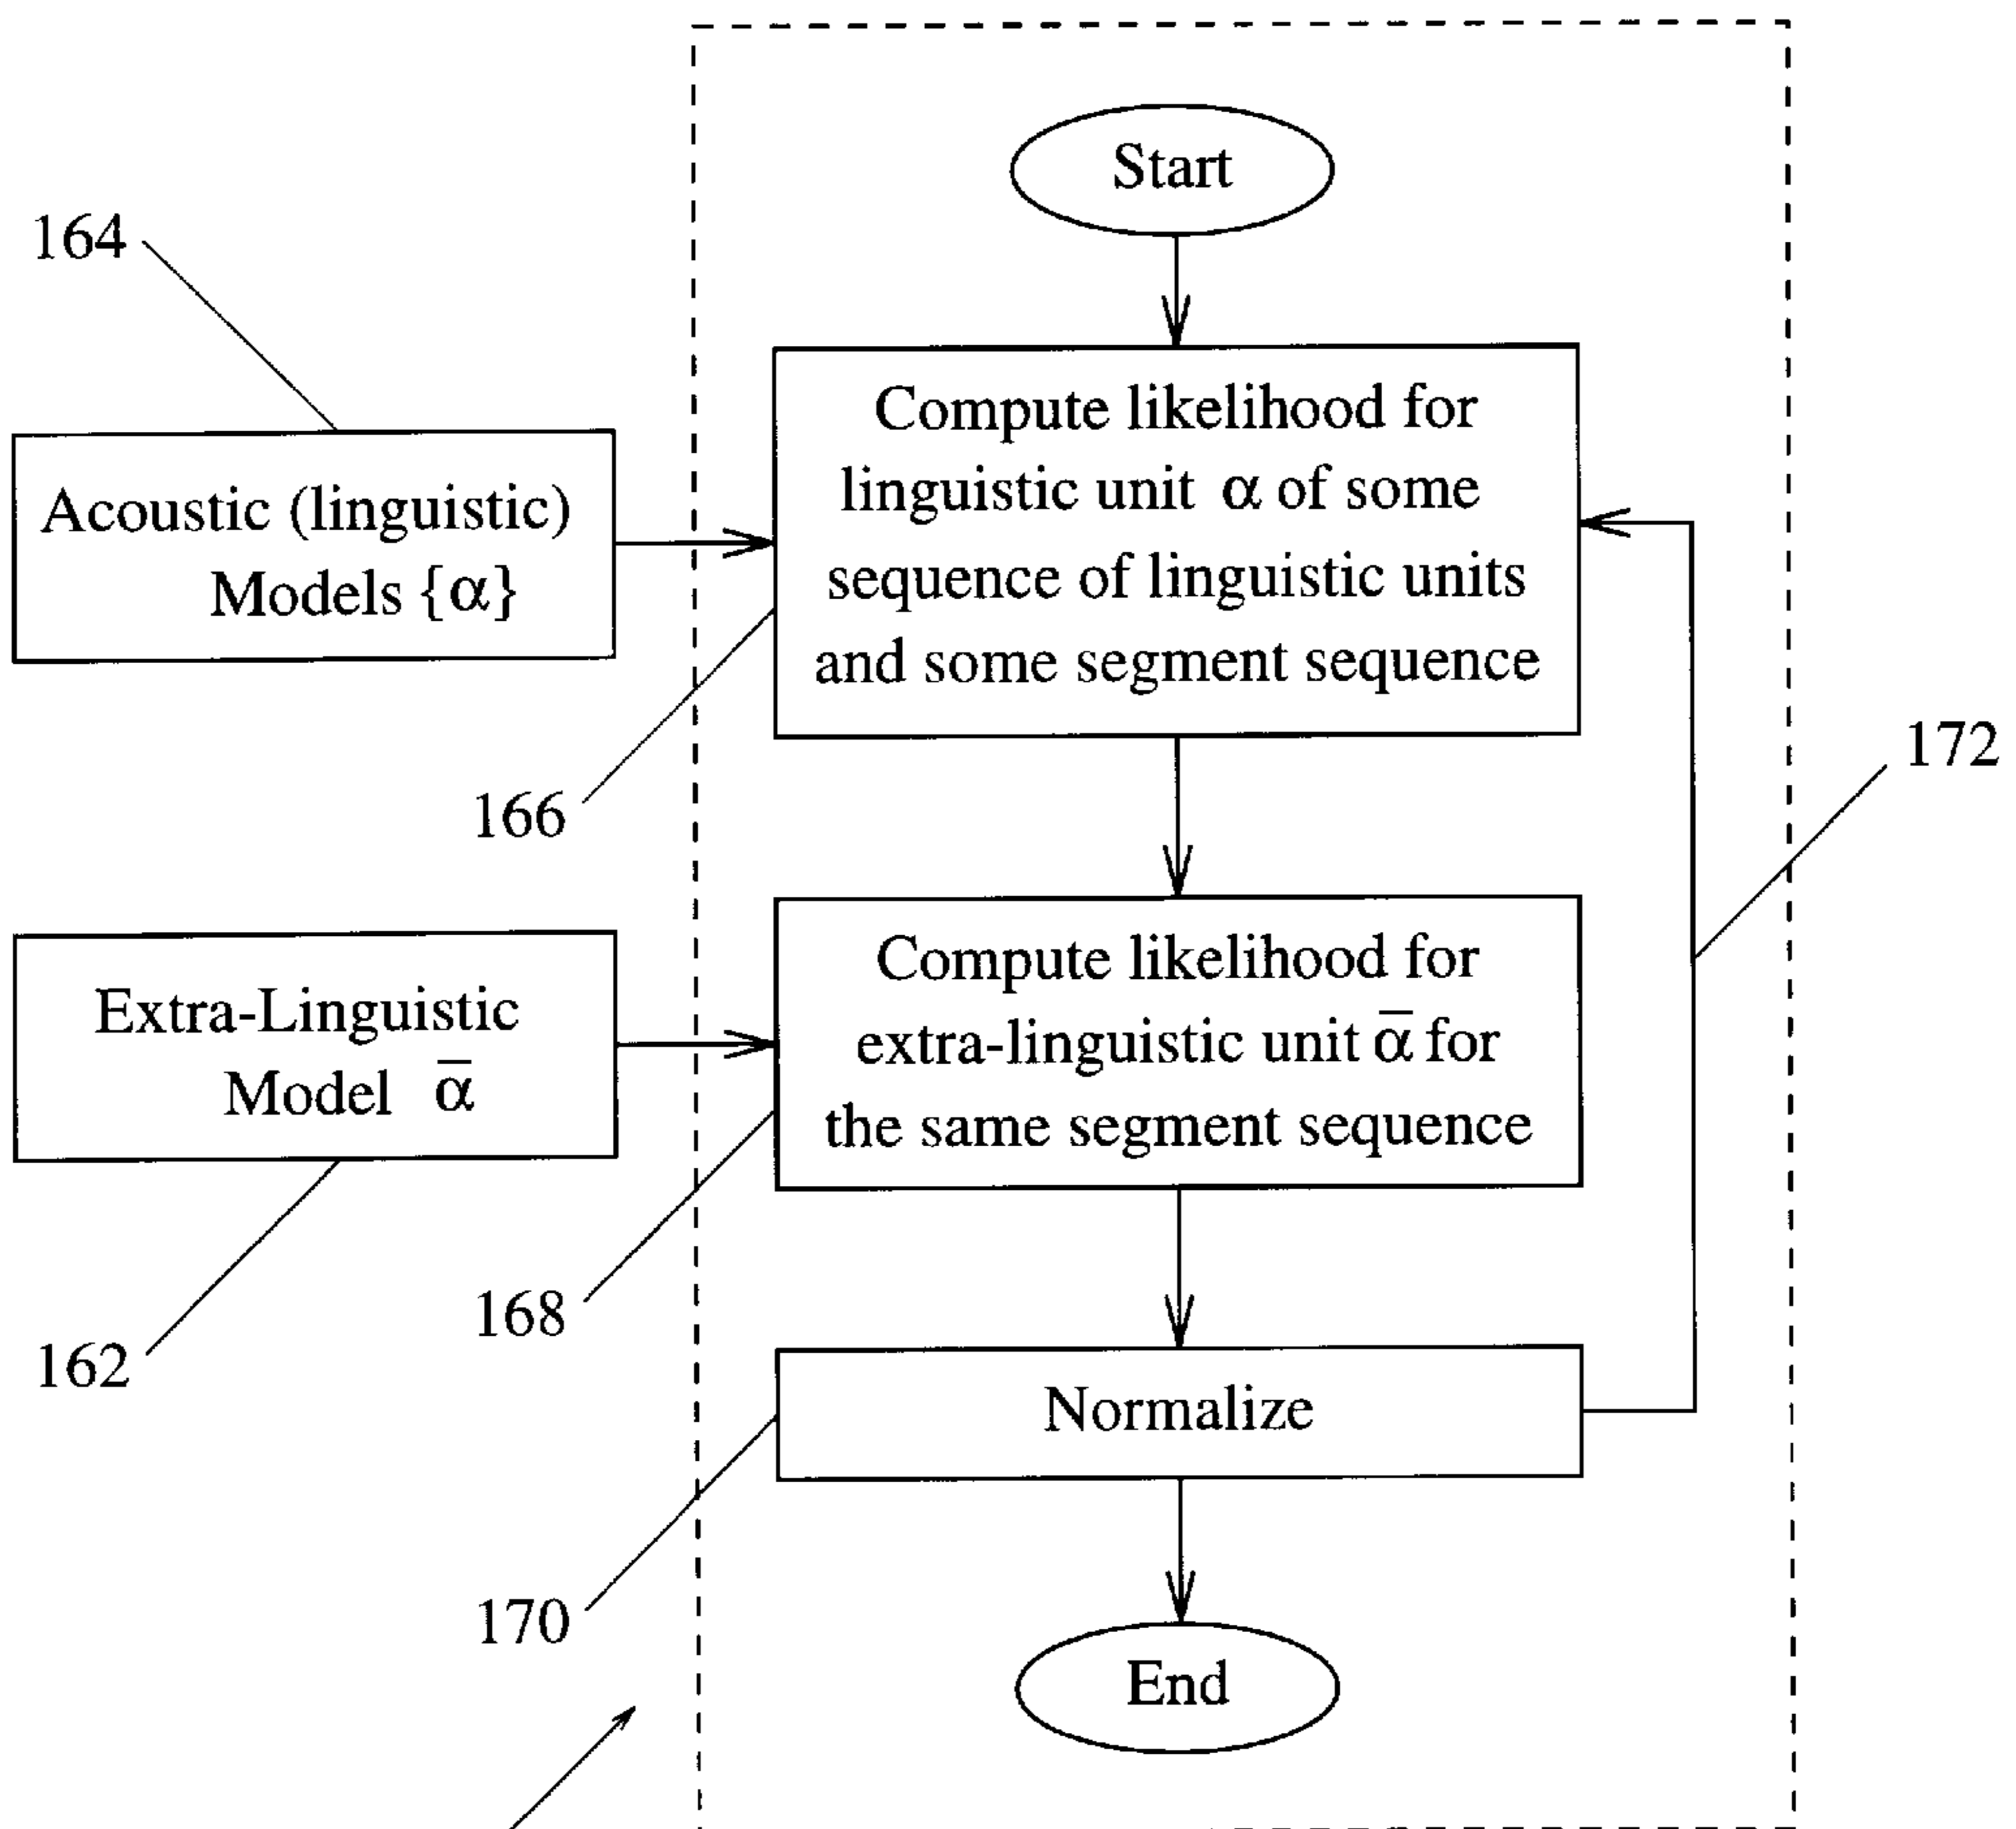 Start
164
Compute likelihood for
linguistic unit α of some
sequence of linguistic units
and some segment sequence
Acoustic (linguistic)
Models {α}
172
166
Compute likelihood for
extra-linguistic unit ᾱ for
the same segment sequence
Extra-Linguistic
Model ᾱ
168
162
Normalize
170
End